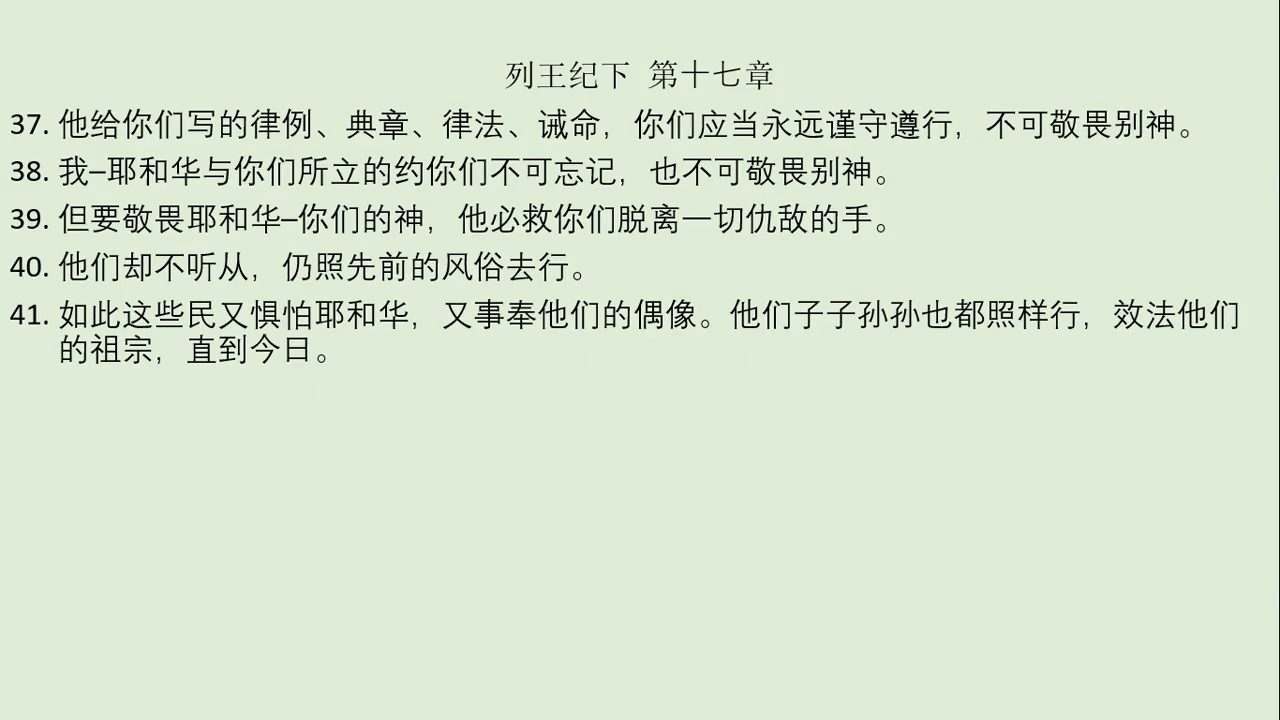 列王纪下 第十七章
37. 他给你们写的律例、典章、律法、诫命，你们应当永远谨守遵行，不可敬畏别神。
38. 我–耶和华与你们所立的约你们不可忘记，也不可敬畏别神。
39. 但要敬畏耶和华–你们的神，他必救你们脱离一切仇敌的手。
40. 他们却不听从，仍照先前的风俗去行。
41. 如此这些民又惧怕耶和华，又事奉他们的偶像。他们子子孙孙也都照样行，效法他们
的祖宗，直到今日。